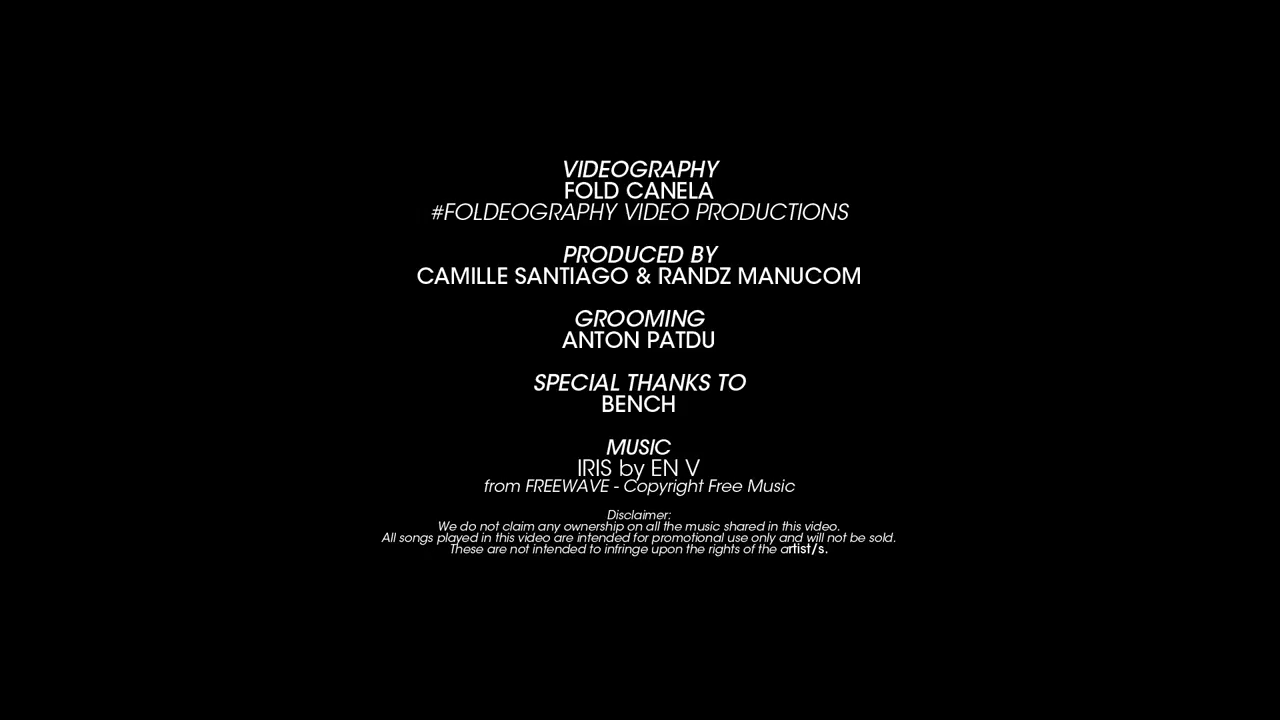 VIDEOGRAPHY
FOLD CANELA
#FOLDEOGRAPHY VIDEO PRODUCTIONS
PRODUCED BY
CAMILLE SANTIAGO & RANDZ MANUCOM
GROOMING
ANTON PATDU
SPECIAL THANKS TO
BENCH
MUSIC
IRIS by EN V
from FREEWAVE - Copyright Free Music
Disclaimer:
We do not claim any ownership on all the music shared in this video.
All songs played in this video are intended for promotional use only and will not be sold.
These are not intended to infringe upon the rights of the artist/s.